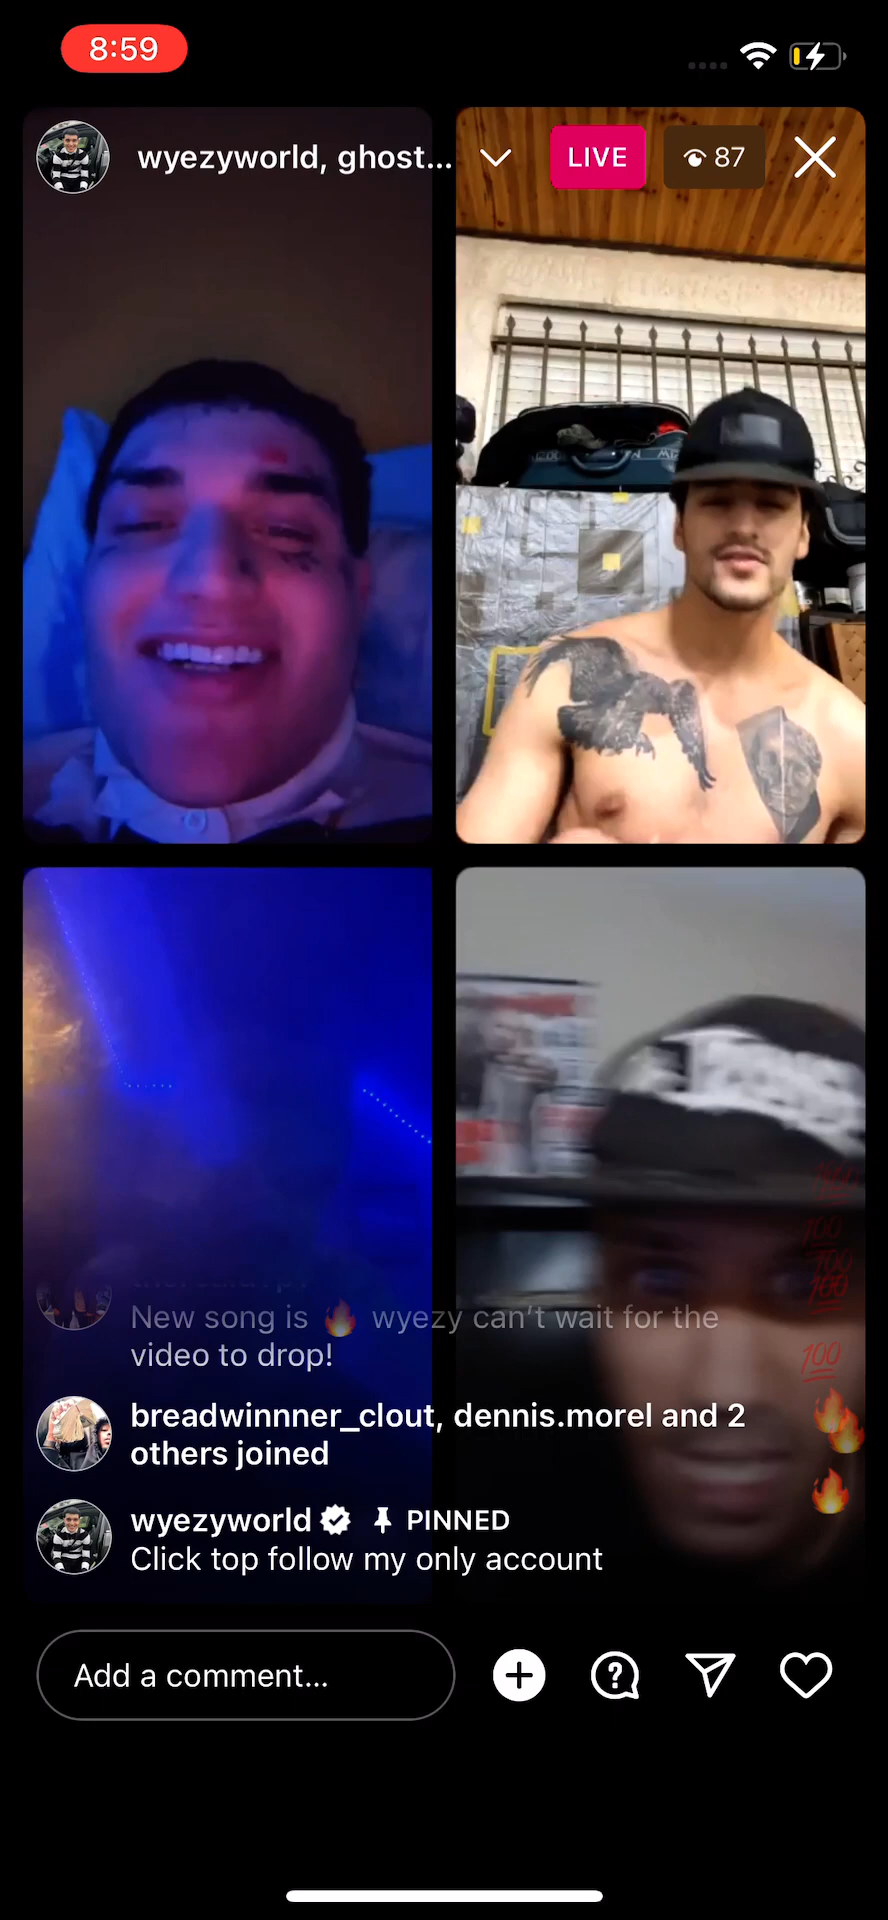 8:59
wyezyworld, ghost...
LIVE
87
New song is 🔥 wyezy can't wait for the
video to drop!
breadwinnner_clout, dennis.morel and 2
others joined
wyezyworld PINNED
Click top follow my only account
Add a comment...